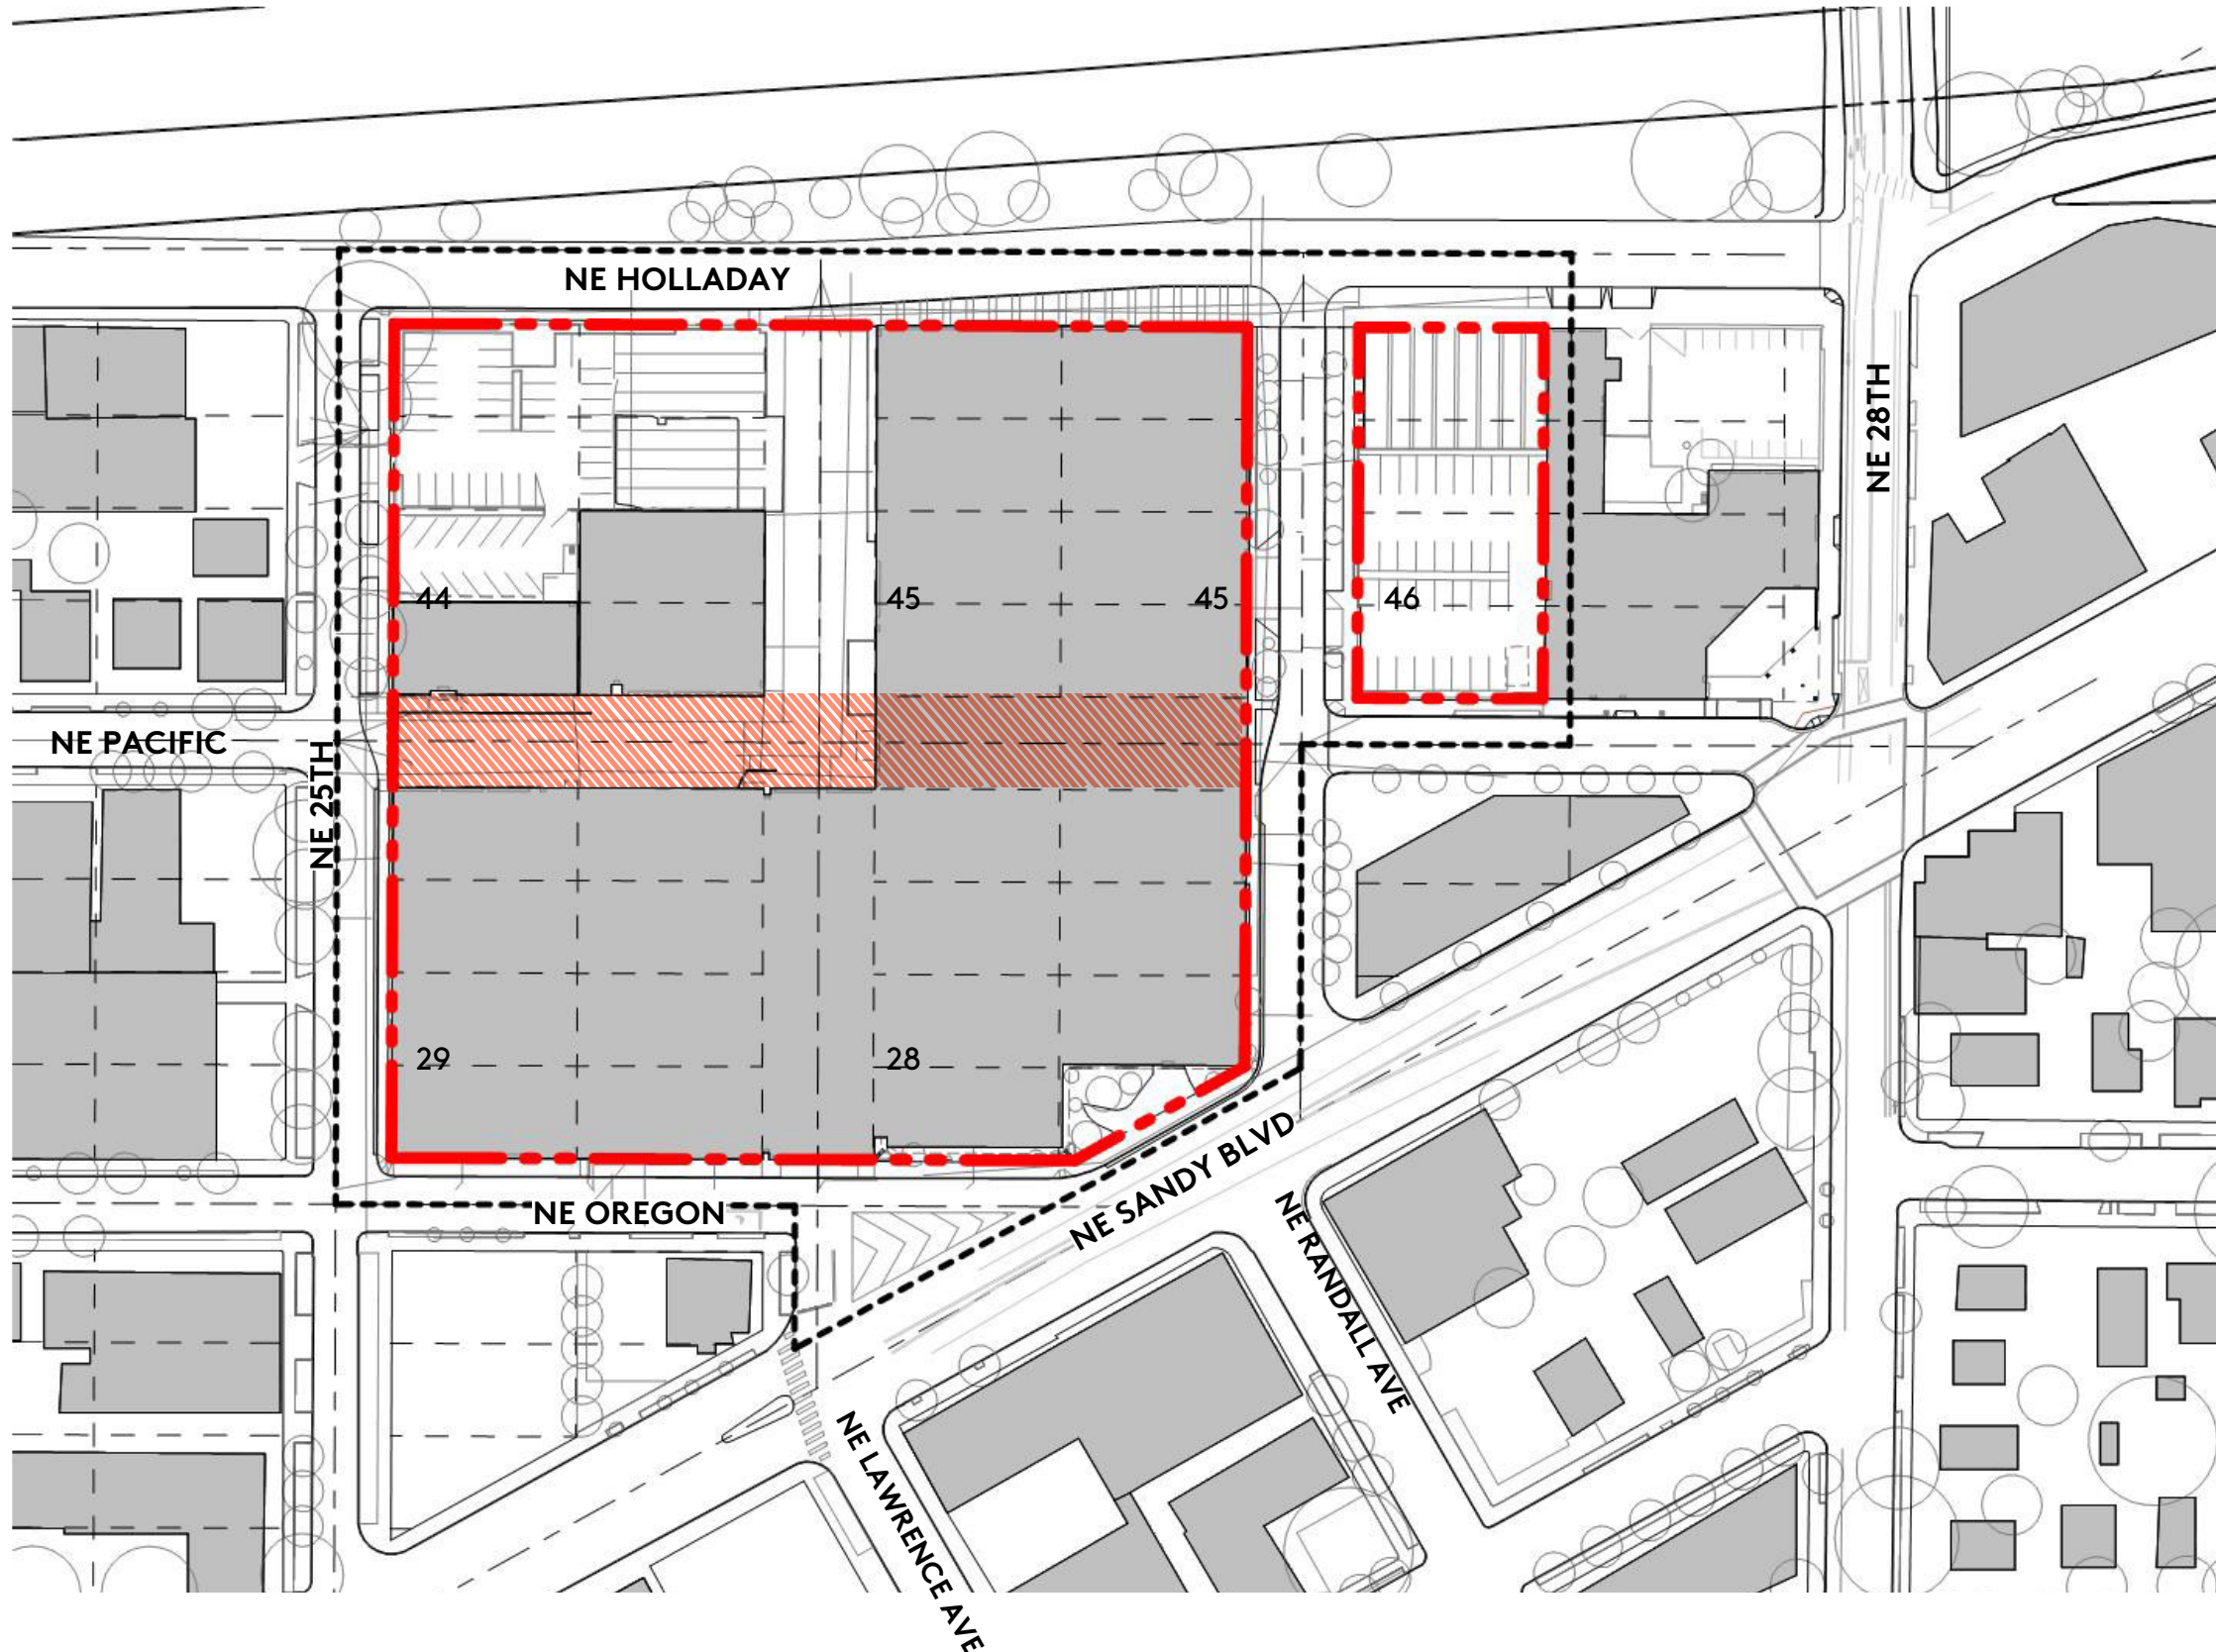 NE HOLLADAY
NE 28TH
44
45
45
46
NE PACIFIC
NE 25TH
29
28
NE OREGON
NE SANDY BLVD
NE RANDALL AVE
NE LAWRENCE AVE